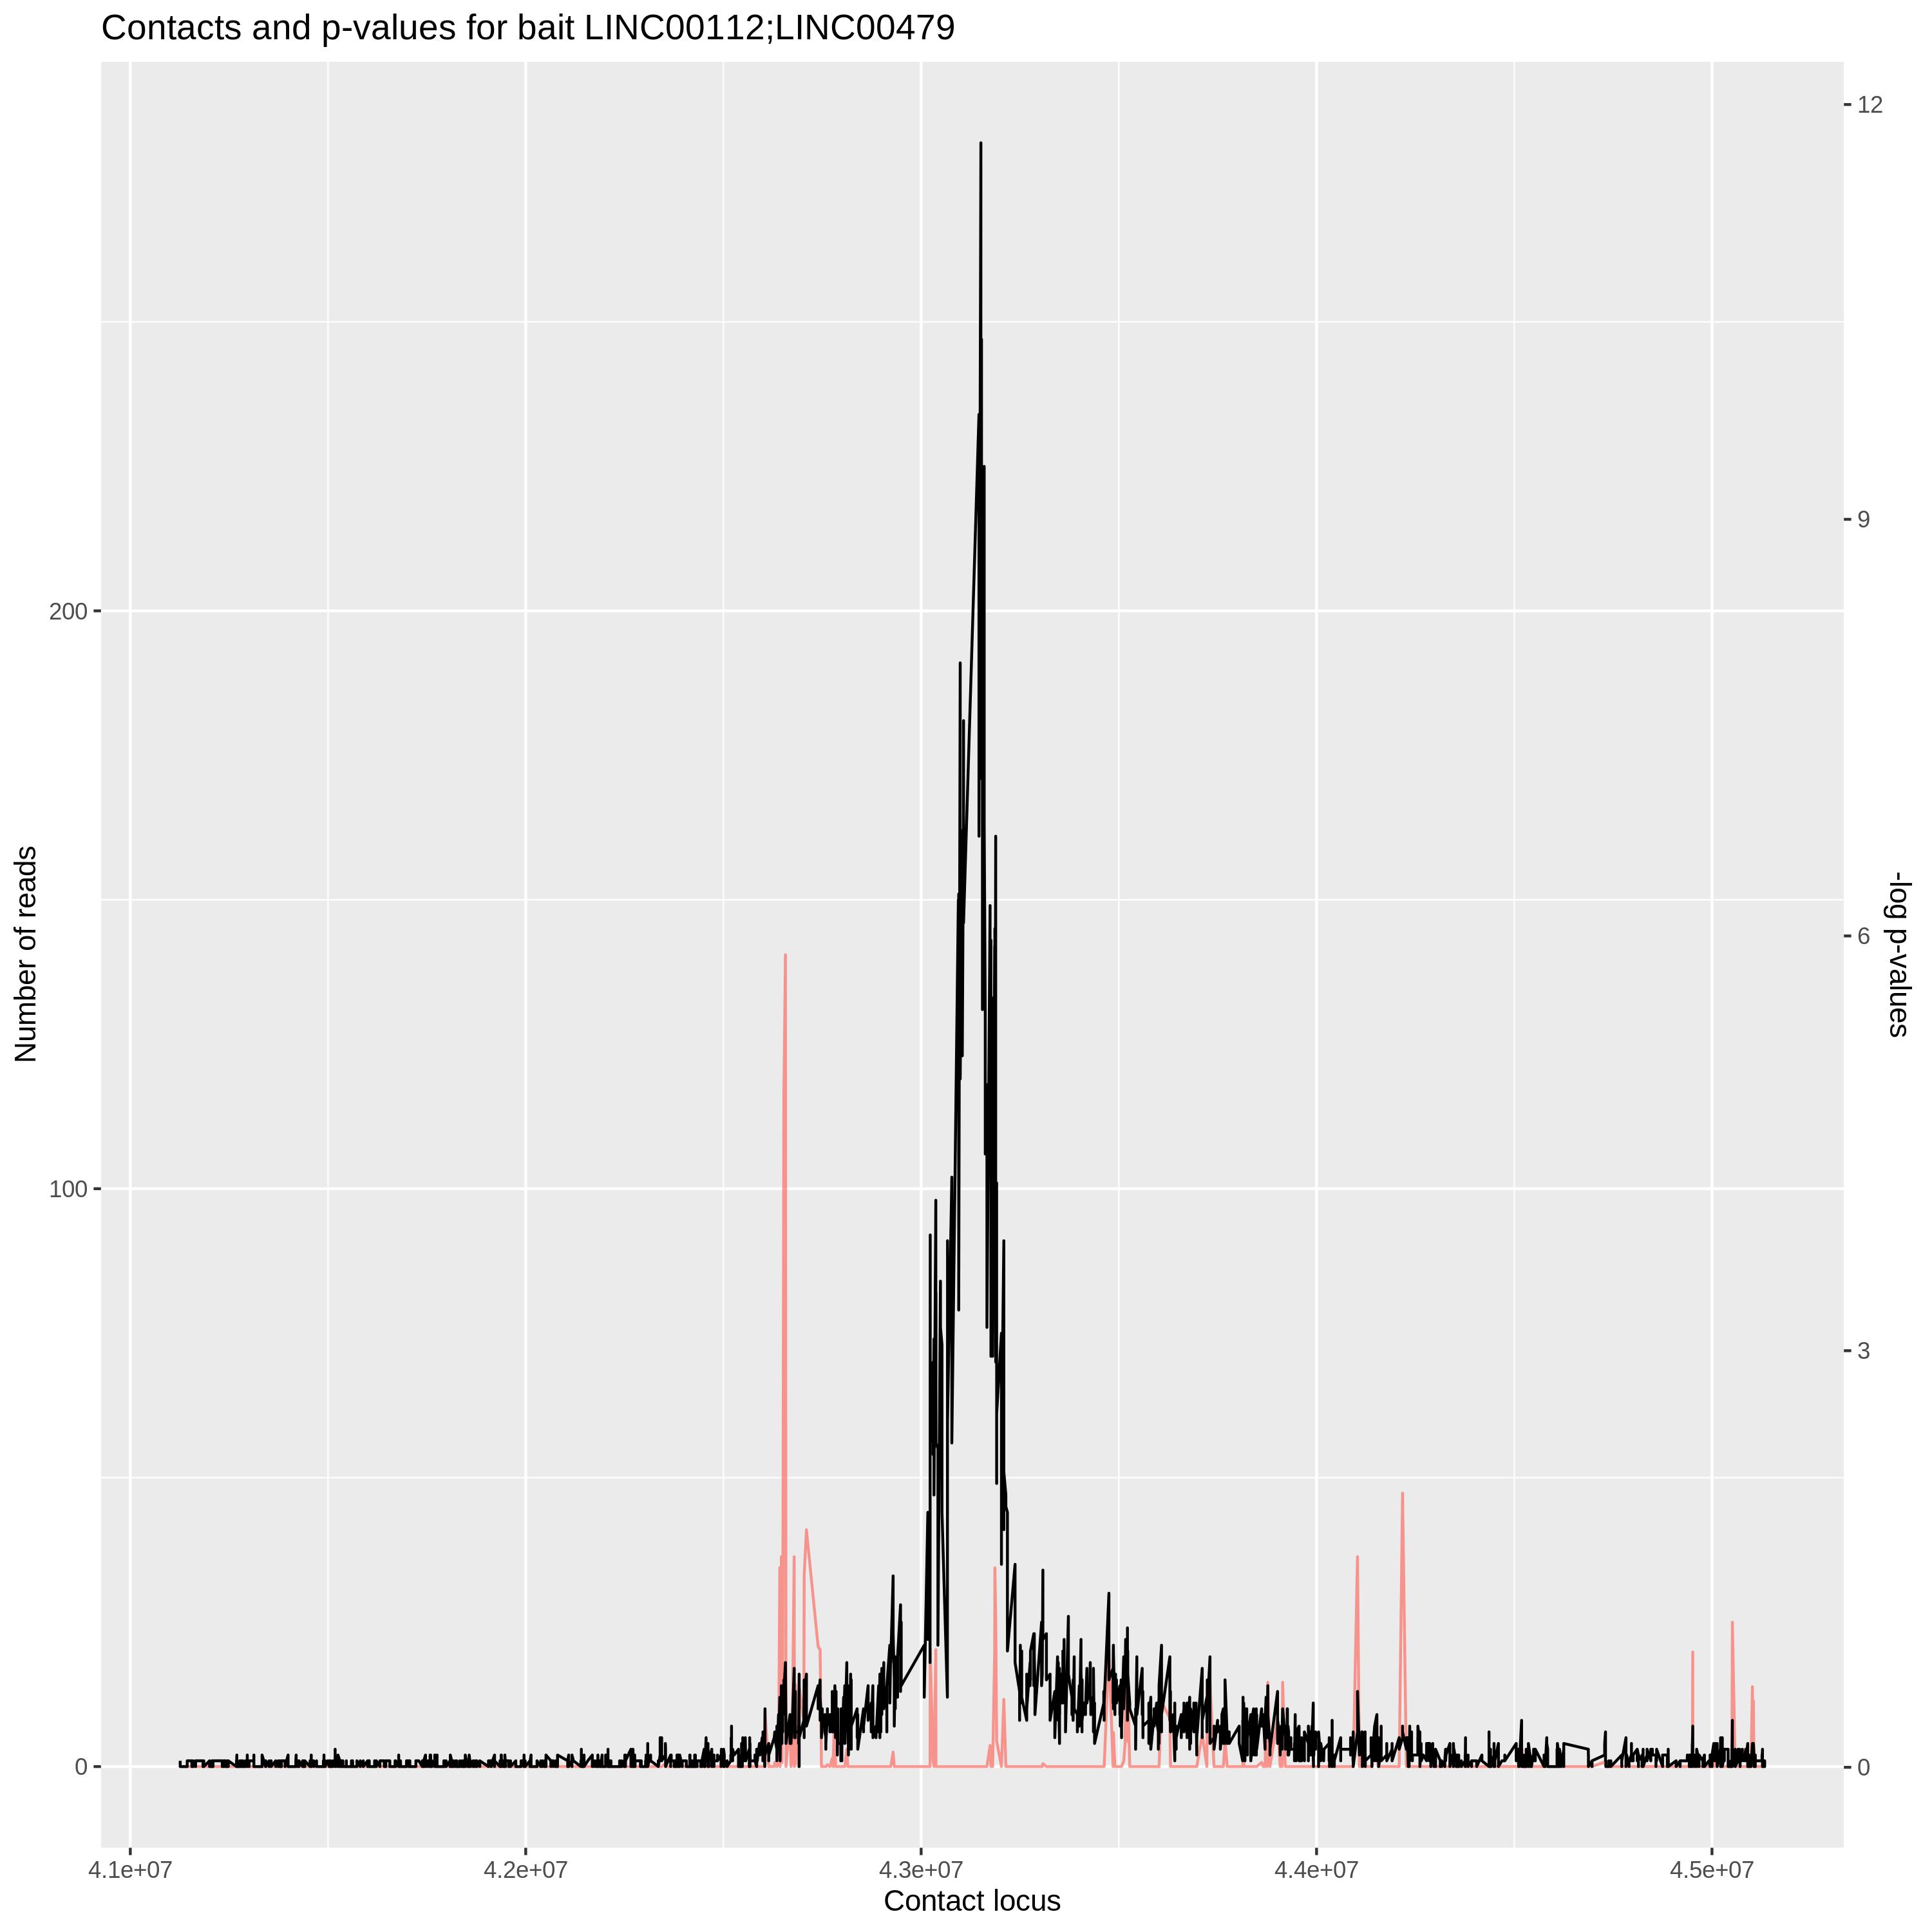 Contacts and p-values for bait LINC00112;LINC00479
12
9
200
6
Number of reads
-log p-values
3
100
0
0
4.1e+07
4.2e+07
4.3e+07
4.4e+07
4.5e+07
Contact locus